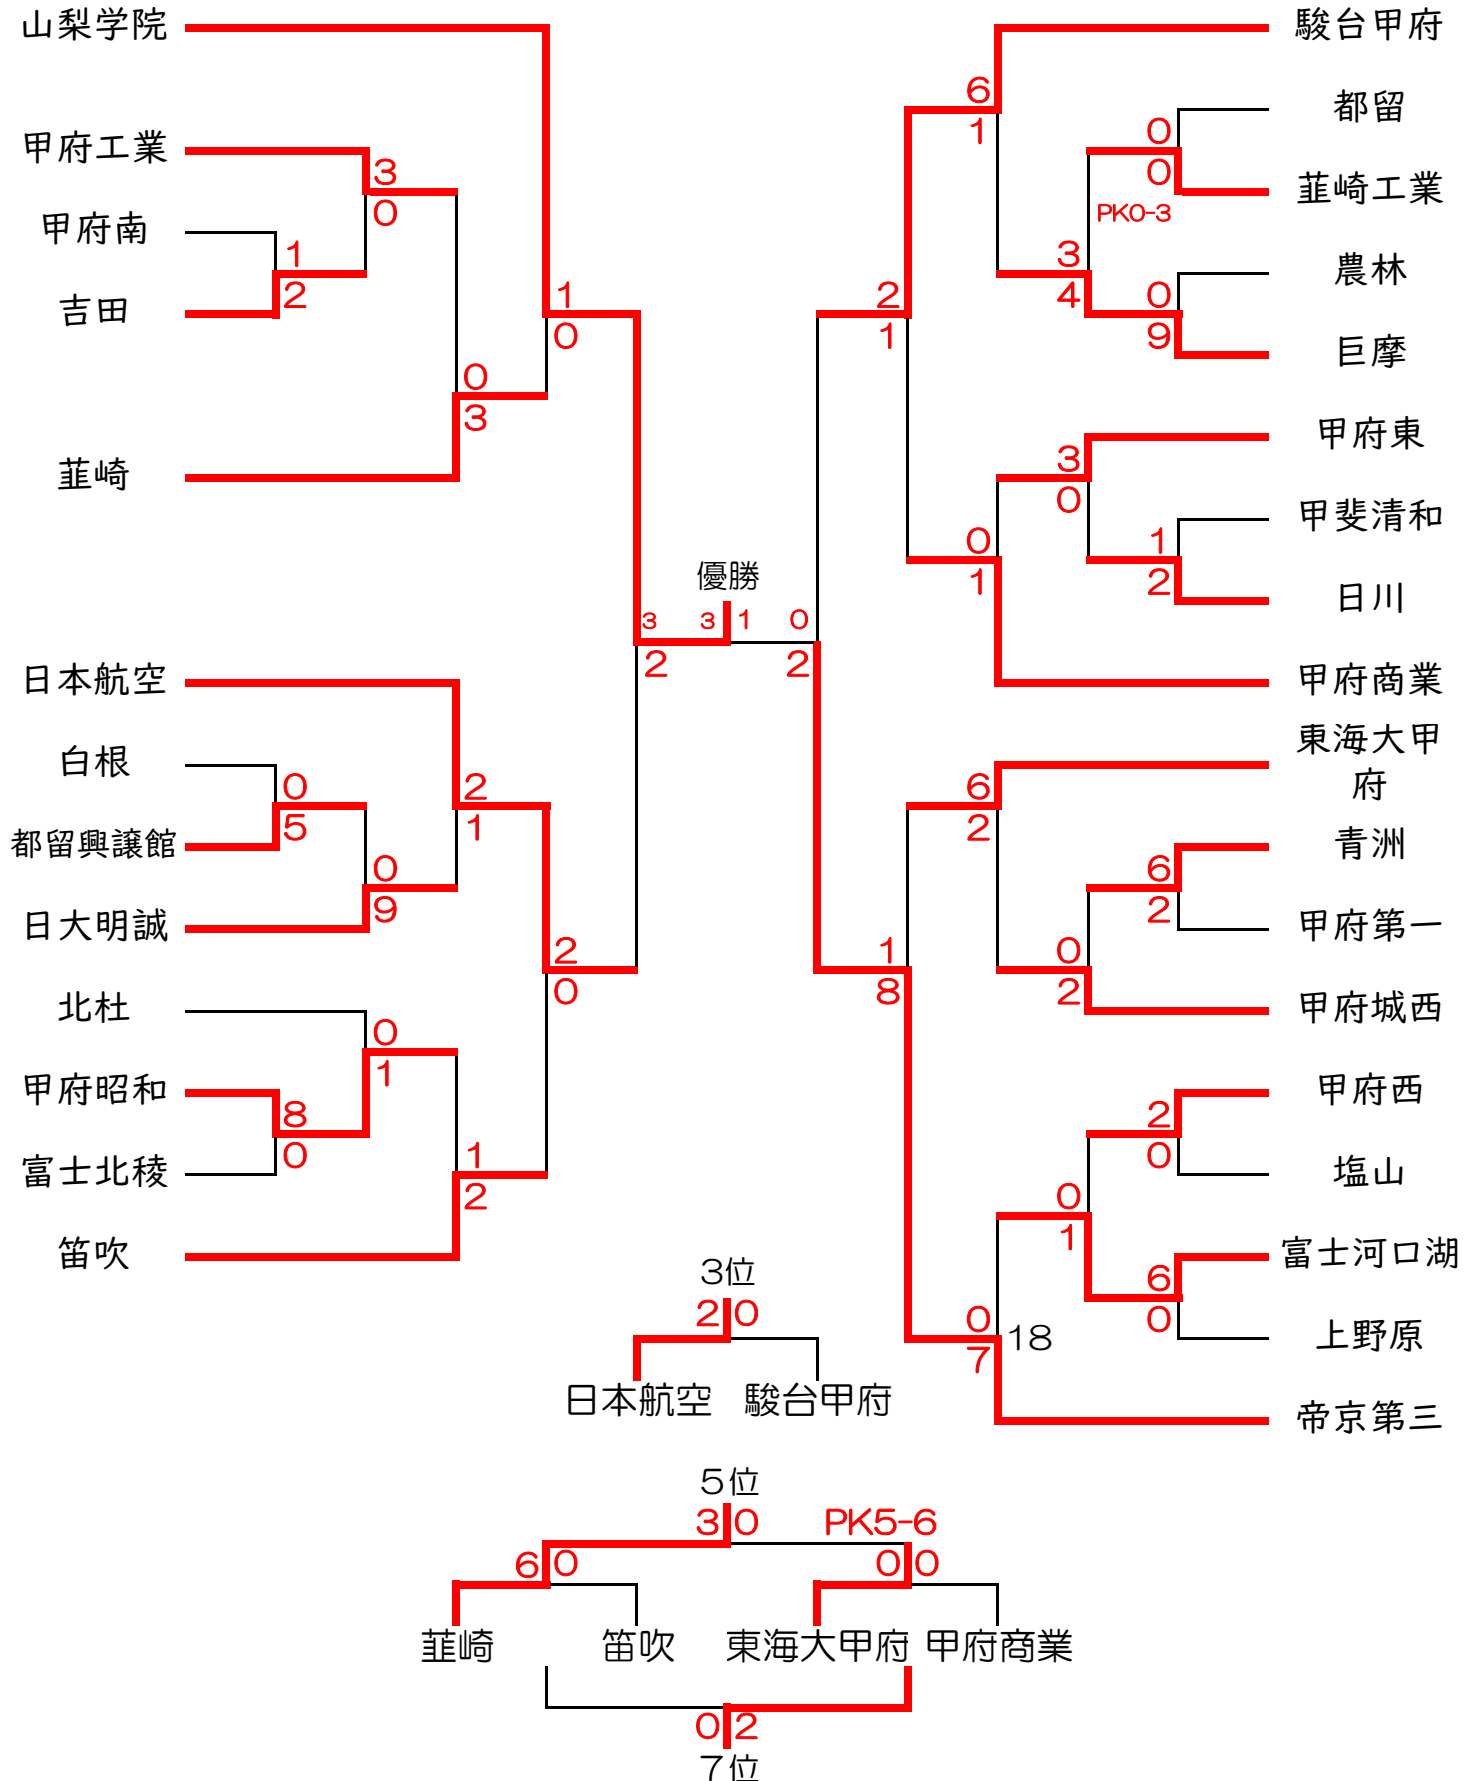 山梨学院
駿台甲府
6
都留
0
1
甲府工業
3
0
韮崎工業
0
PK0-3
甲府南
1
3
農林
吉田
2
1
2
4
0
0
1
9
巨摩
0
3
3
甲府東
韮崎
0
0
1
甲斐清和
優勝
1
2
日川
3
3
1
0
2
2
日本航空
甲府商業
白根
0
2
6
東海大甲
府
都留興譲館
5
1
2
青洲
0
6
日大明誠
9
2
甲府第一
2
1
0
北杜
0
0
8
2
甲府城西
1
甲府昭和
8
2
甲府西
富士北稜
0
1
0
塩山
2
0
笛吹
1
富士河口湖
3位
6
2
0
0
18
0
上野原
7
日本航空
駿台甲府
帝京第三
5位
3
0
PK5-6
6
0
0
0
韮崎
笛吹
東海大甲府
甲府商業
0
2
7位